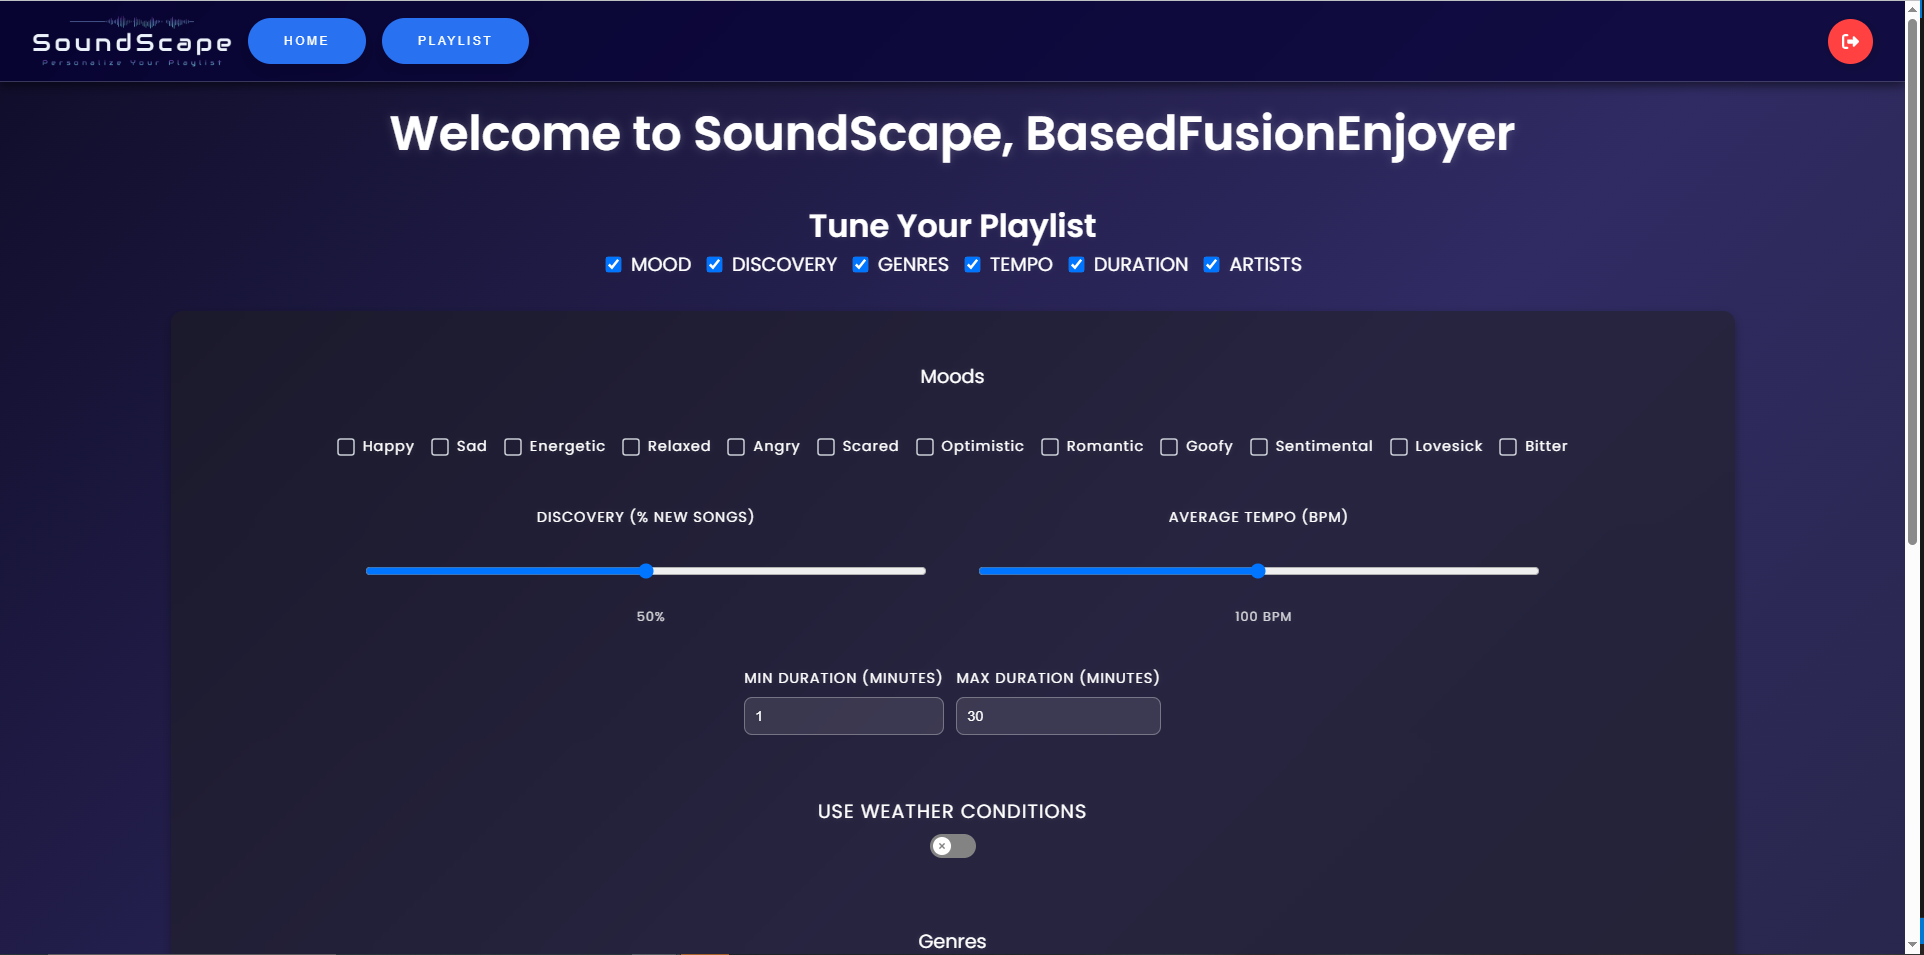 SoundScape
Personalize Your Playlist
HOME
PLAYLIST
Welcome to SoundScape, BasedFusionEnjoyer
Tune Your Playlist
MOOD DISCOVERY GENRES TEMPO DURATION ARTISTS
Moods
Happy Sad Energetic Relaxed Angry Scared Optimistic Romantic Goofy Sentimental Lovesick Bitter
DISCOVERY (% NEW SONGS)
50%
AVERAGE TEMPO (BPM)
100 BPM
MIN DURATION (MINUTES)
1
MAX DURATION (MINUTES)
30
USE WEATHER CONDITIONS
Genres